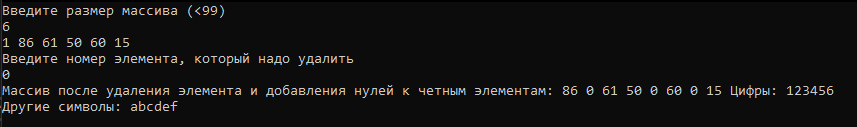 Введите размер массива (<99)
6
1 86 61 50 60 15
Введите номер элемента, который надо удалить
0
Массив после удаления элемента и добавления нулей к четным элементам: 86 0 61 50 0 60 0 15 Цифры: 123456
Другие символы: abcdef